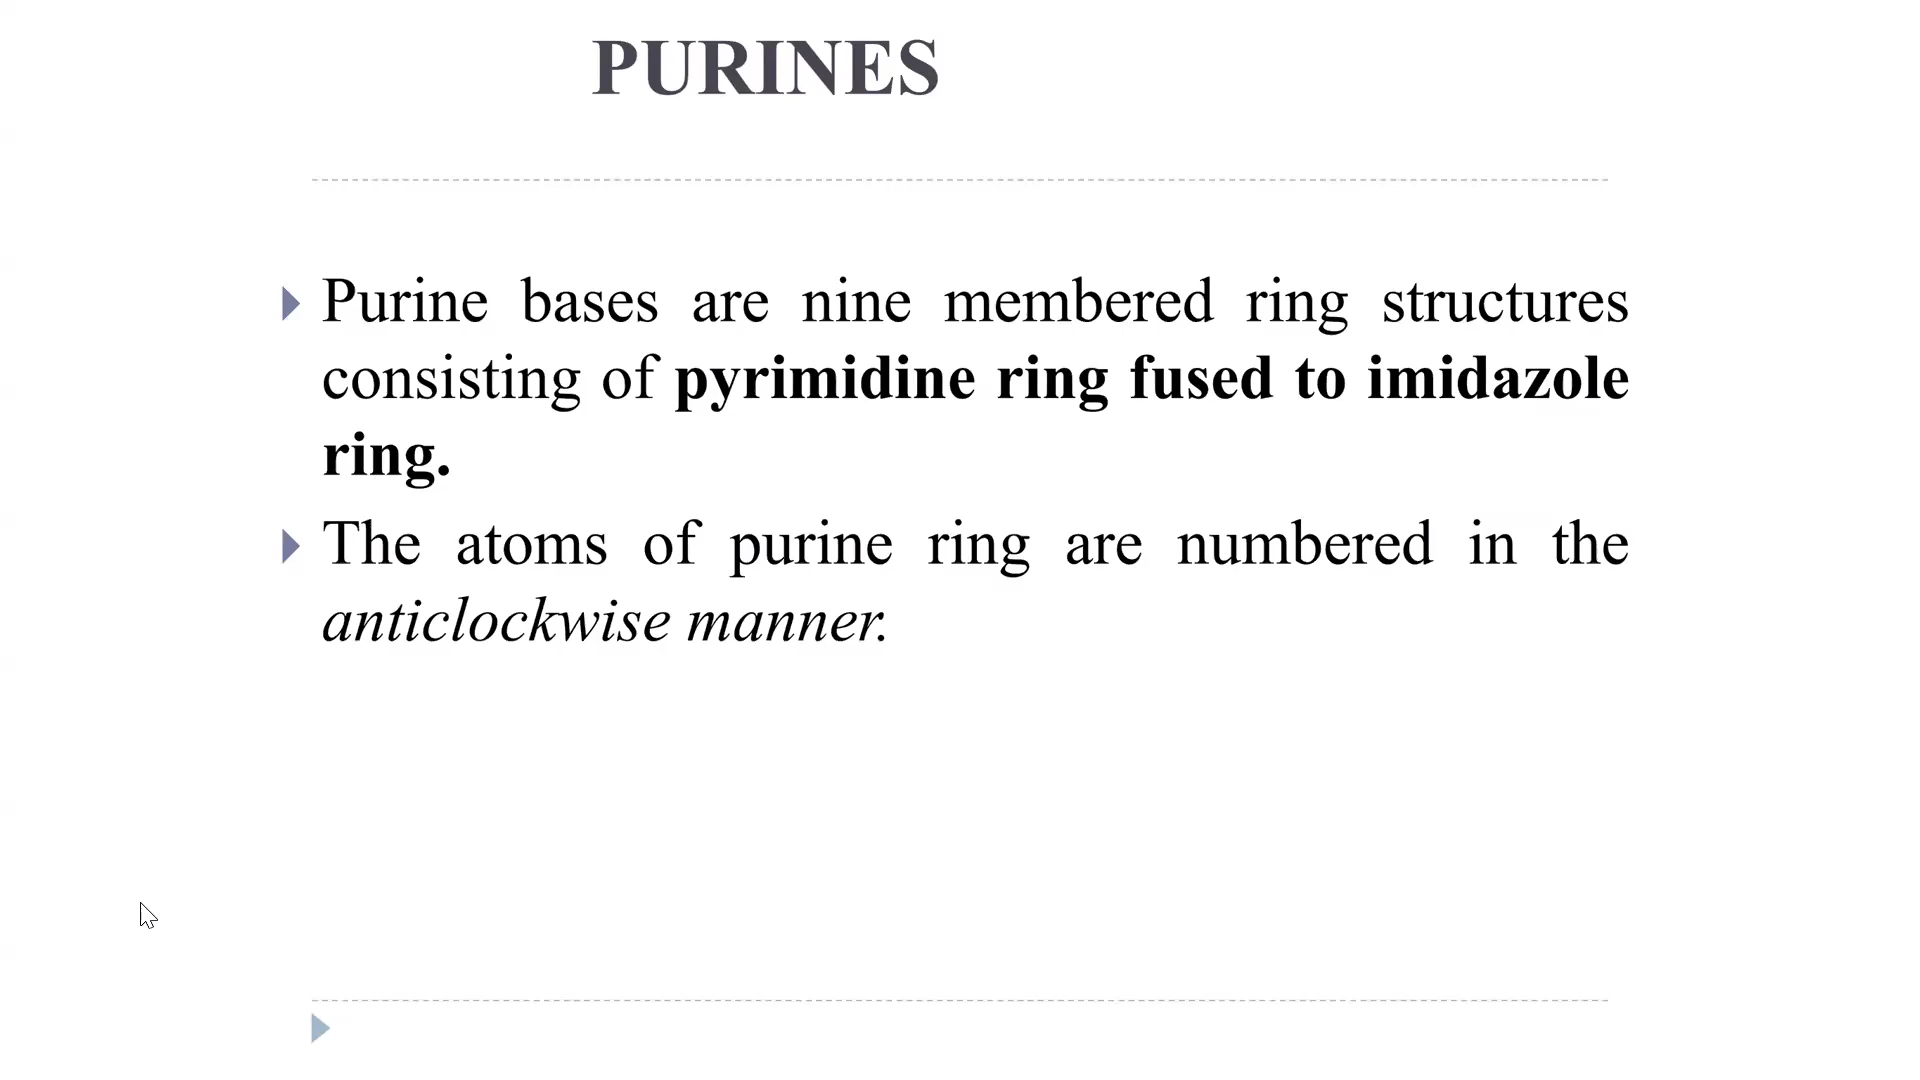 PURINES
Purine bases are nine membered ring structures
consisting of pyrimidine ring fused to imidazole
ring.
The atoms of purine ring are numbered in the
anticlockwise manner.